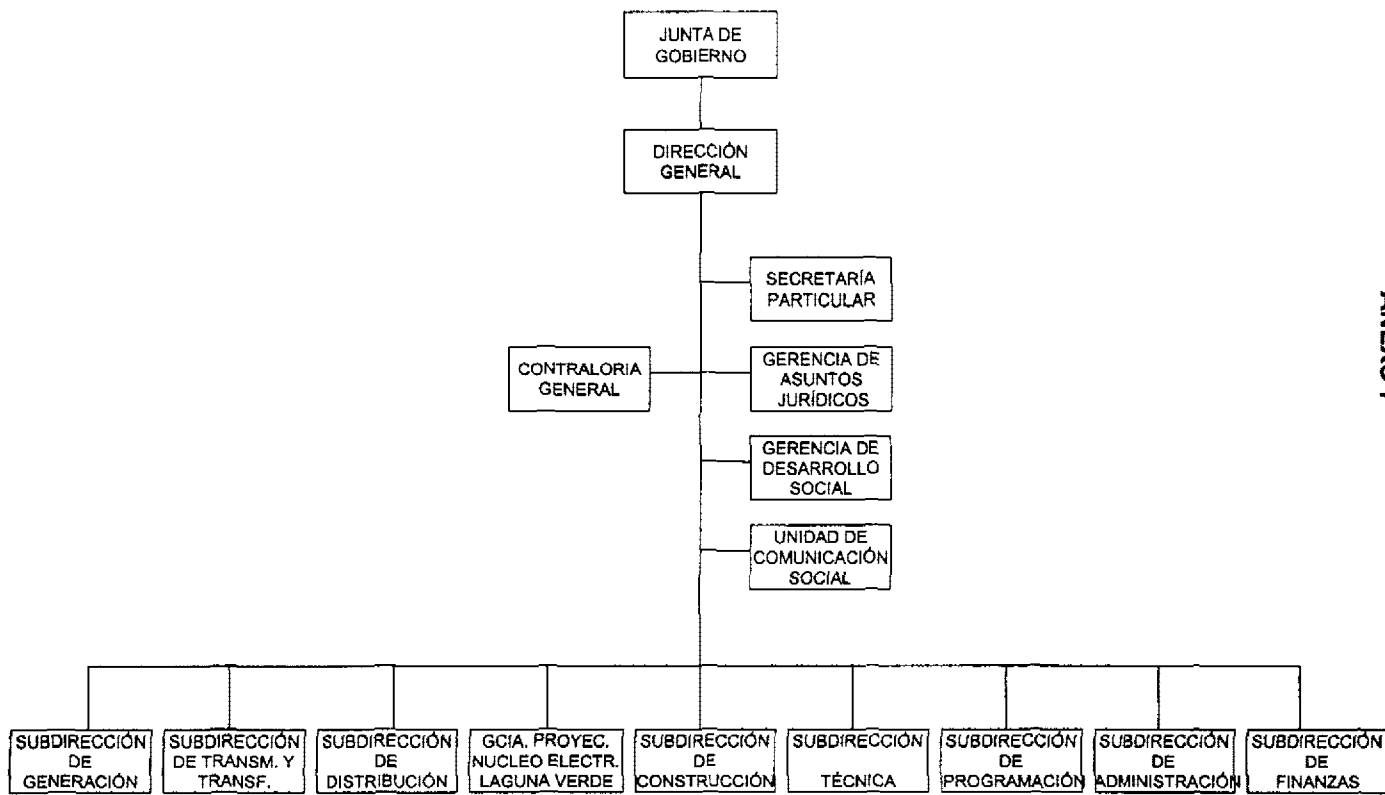 JUNTA DE
GOBIERNO
DIRECCIÓN
GENERAL
SECRETARÍA
PARTICULAR
CONTRALORIA
GENERAL
GERENCIA DE
ASUNTOS
JURÍDICOS
GERENCIA DE
DESARROLLO
SOCIAL
UNIDAD DE
COMUNICACIÓN
SOCIAL
SUBDIRECCIÓN
DE
GENERACIÓN
SUBDIRECCIÓN
DE TRANSM. Y
TRANSF.
SUBDIRECCIÓN
DE
DISTRIBUCIÓN
GCIA. PROYEC.
NUCLEO ELECTR.
LAGUNA VERDE
SUBDIRECCIÓN
DE
CONSTRUCCIÓN
SUBDIRECCIÓN
TÉCNICA
SUBDIRECCIÓN
DE
PROGRAMACIÓN
SUBDIRECCIÓN
DE
ADMINISTRACIÓN
SUBDIRECCIÓN
DE
FINANZAS